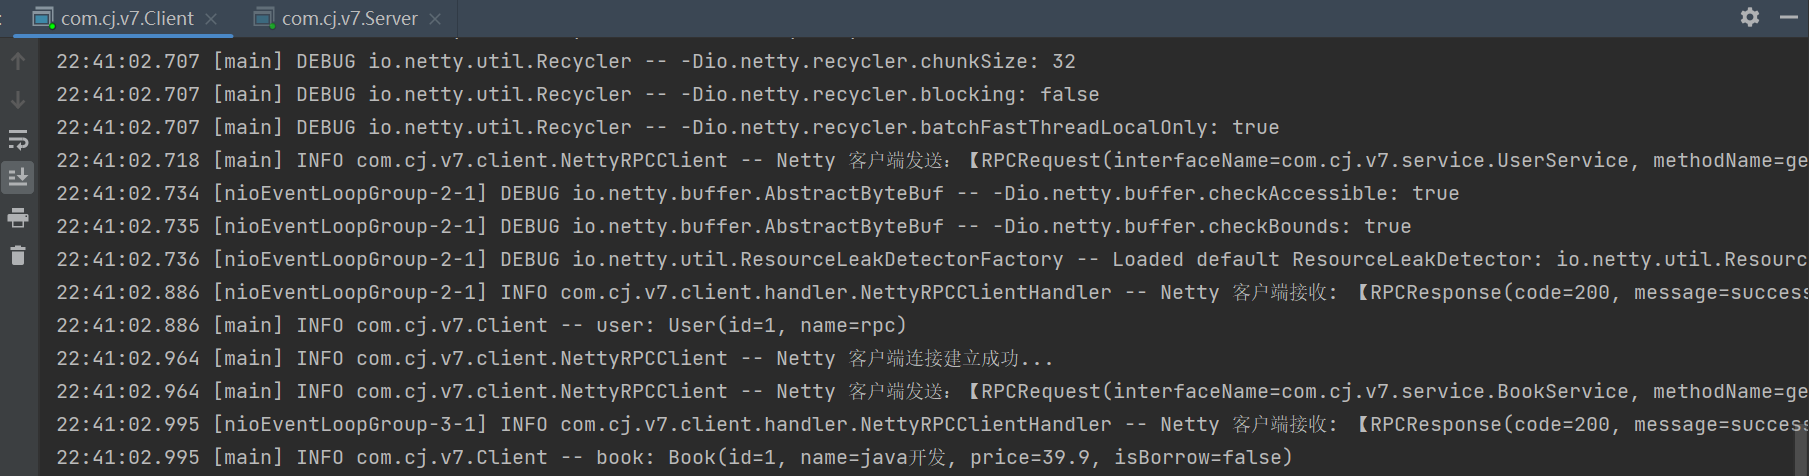 com.cj.v7.Client com.cj.v7.Server
22:41:02.707 [main] DEBUG io.netty.util.Recycler -- -Dio.netty.recycler.chunkSize: 32
22:41:02.707 [main] DEBUG io.netty.util.Recycler -- -Dio.netty.recycler.blocking: false
22:41:02.707 [main] DEBUG io.netty.util.Recycler -- -Dio.netty.recycler.batchFastThreadLocalOnly: true
22:41:02.718 [main] INFO com.cj.v7.client.NettyRPCClient -- Netty 客户端发送：【RPCRequest(interfaceName=com.cj.v7.service.UserService, methodName=ge
22:41:02.734 [nioEventLoopGroup-2-1] DEBUG io.netty.buffer.AbstractByteBuf -- -Dio.netty.buffer.checkAccessible: true
22:41:02.735 [nioEventLoopGroup-2-1] DEBUG io.netty.buffer.AbstractByteBuf -- -Dio.netty.buffer.checkBounds: true
22:41:02.736 [nioEventLoopGroup-2-1] DEBUG io.netty.util.ResourceLeakDetectorFactory -- Loaded default ResourceLeakDetector: io.netty.util.Resourc
22:41:02.886 [nioEventLoopGroup-2-1] INFO com.cj.v7.client.handler.NettyRPCClientHandler -- Netty 客户端接收: 【RPCResponse(code=200, message=success
22:41:02.886 [main] INFO com.cj.v7.Client -- user: User(id=1, name=rpc)
22:41:02.964 [main] INFO com.cj.v7.client.NettyRPCClient -- Netty 客户端连接建立成功...
22:41:02.964 [main] INFO com.cj.v7.client.NettyRPCClient -- Netty 客户端发送：【RPCRequest(interfaceName=com.cj.v7.service.BookService, methodName=ge
22:41:02.995 [nioEventLoopGroup-3-1] INFO com.cj.v7.client.handler.NettyRPCClientHandler -- Netty 客户端接收: 【RPCResponse(code=200, message=success
22:41:02.995 [main] INFO com.cj.v7.Client -- book: Book(id=1, name=java开发, price=39.9, isBorrow=false)